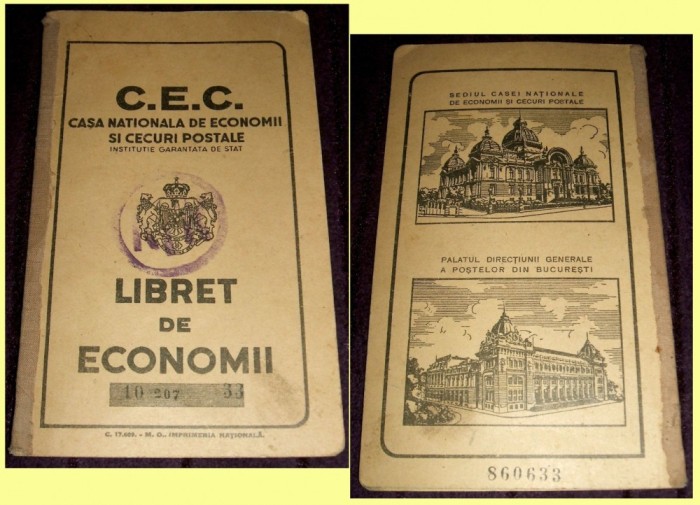 C.E.C.
CASA NATIONALA DE ECONOMII
SI CECURI POSTALE
INSTITUTIE GARANTATA DE STAT
LIBRET
DE
ECONOMII
10 207 33
C. 17.609. - M. O., IMPRIMERIA NAȚIONALĂ.
SEDIUL CASEI NAȚIONALE
DE ECONOMII ȘI CECURI POSTALE
PALATUL DIRECȚIUNII GENERALE
A POȘTELOR DIN BUCUREȘTI
860633